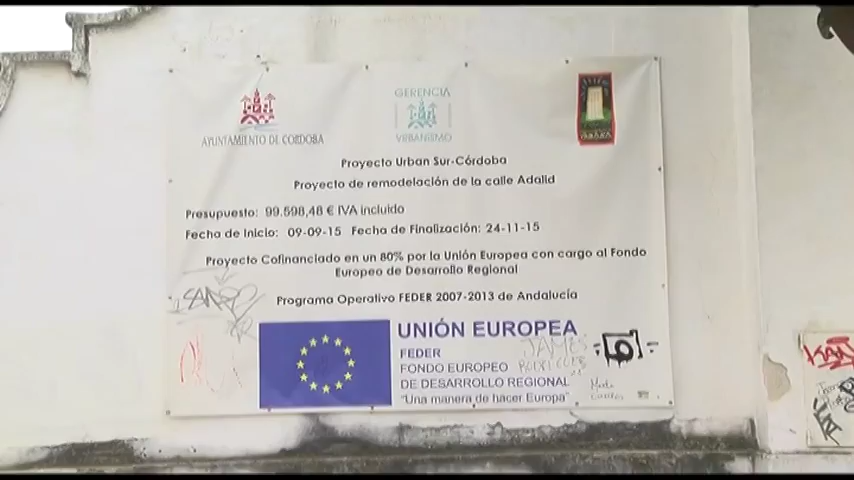 AYUNTAMIENTO DE CORDOBA
GERENCIA
URBANISMO
Proyecto Urban Sur-Córdoba
Proyecto de remodelación de la calle Adalid
Presupuesto: 99.598,48 € IVA incluido
Fecha de Inicio: 09-09-15 Fecha de Finalización: 24-11-15
Proyecto Cofinanciado en un 80% por la Unión Europea con cargo al Fondo
Europeo de Desarrollo Regional
Programa Operativo FEDER 2007-2013 de Andalucía
UNIÓN EUROPEA
FEDER
FONDO EUROPEO
DE DESARROLLO REGIONAL
"Una manera de hacer Europa"
JAMES